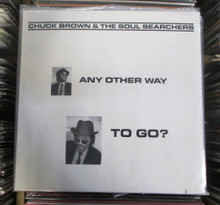 CHUCK BROWN & THE SOUL SEARCHERS
ANY OTHER WAY
TO GO?